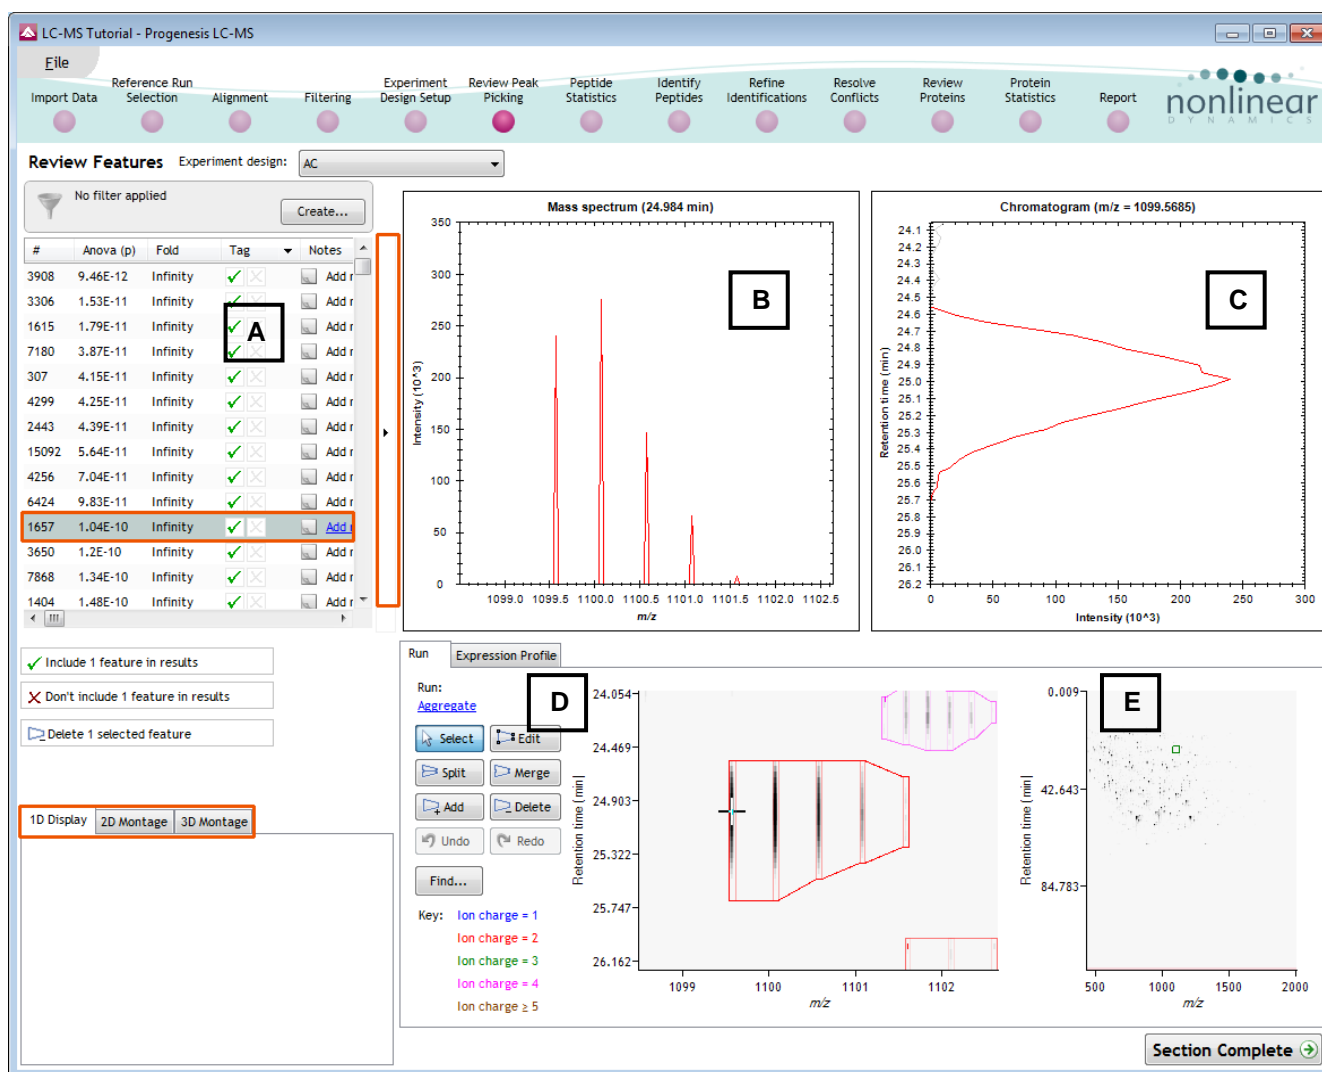 LC-MS Tutorial - Progenesis LC-MS
File
Import Data
Reference Run
Selection
Alignment
Filtering
Experiment
Design Setup
Review Peak
Picking
Peptide
Statistics
Identify
Peptides
Refine
Identifications
Resolve
Conflicts
Review
Proteins
Protein
Statistics
Report
nonlinear
DYNAMICS
Review Features Experiment design: AC
No filter applied
Create...
# Anova (p) Fold Tag Notes
3908 9.46E-12 Infinity Add r
3306 1.53E-11 Infinity Add r
1615 1.79E-11 Infinity Add r
7180 3.87E-11 Infinity Add r
307 4.15E-11 Infinity Add r
4299 4.25E-11 Infinity Add r
2443 4.39E-11 Infinity Add r
15092 5.64E-11 Infinity Add r
4256 7.04E-11 Infinity Add r
6424 9.83E-11 Infinity Add r
1657 1.04E-10 Infinity Add r
3650 1.2E-10 Infinity Add r
7868 1.34E-10 Infinity Add r
1404 1.48E-10 Infinity Add r
A
Mass spectrum (24.984 min)
B
Intensity (10^3)
350
300
250
200
150
100
50
0
1099.0 1099.5 1100.0 1100.5 1101.0 1101.5 1102.0 1102.5
m/z
Chromatogram (m/z = 1099.5685)
C
Retention time (min)
24.1
24.2
24.3
24.4
24.5
24.6
24.7
24.8
24.9
25.0
25.1
25.2
25.3
25.4
25.5
25.6
25.7
25.8
25.9
26.0
26.1
26.2
0 50 100 150 200 250 300
Intensity (10^3)
Include 1 feature in results
Don't include 1 feature in results
Delete 1 selected feature
1D Display 2D Montage 3D Montage
Run Expression Profile
Run:
Aggregate
Select Edit
Split Merge
Add Delete
Undo Redo
Find...
Key: Ion charge = 1
Ion charge = 2
Ion charge = 3
Ion charge = 4
Ion charge ≥ 5
D
Retention time (min)
24.054
24.469
24.903
25.322
25.747
26.162
1099 1100 1101 1102
m/z
E
Retention time (min)
0.009
42.643
84.783
500 1000 1500 2000
m/z
Section Complete